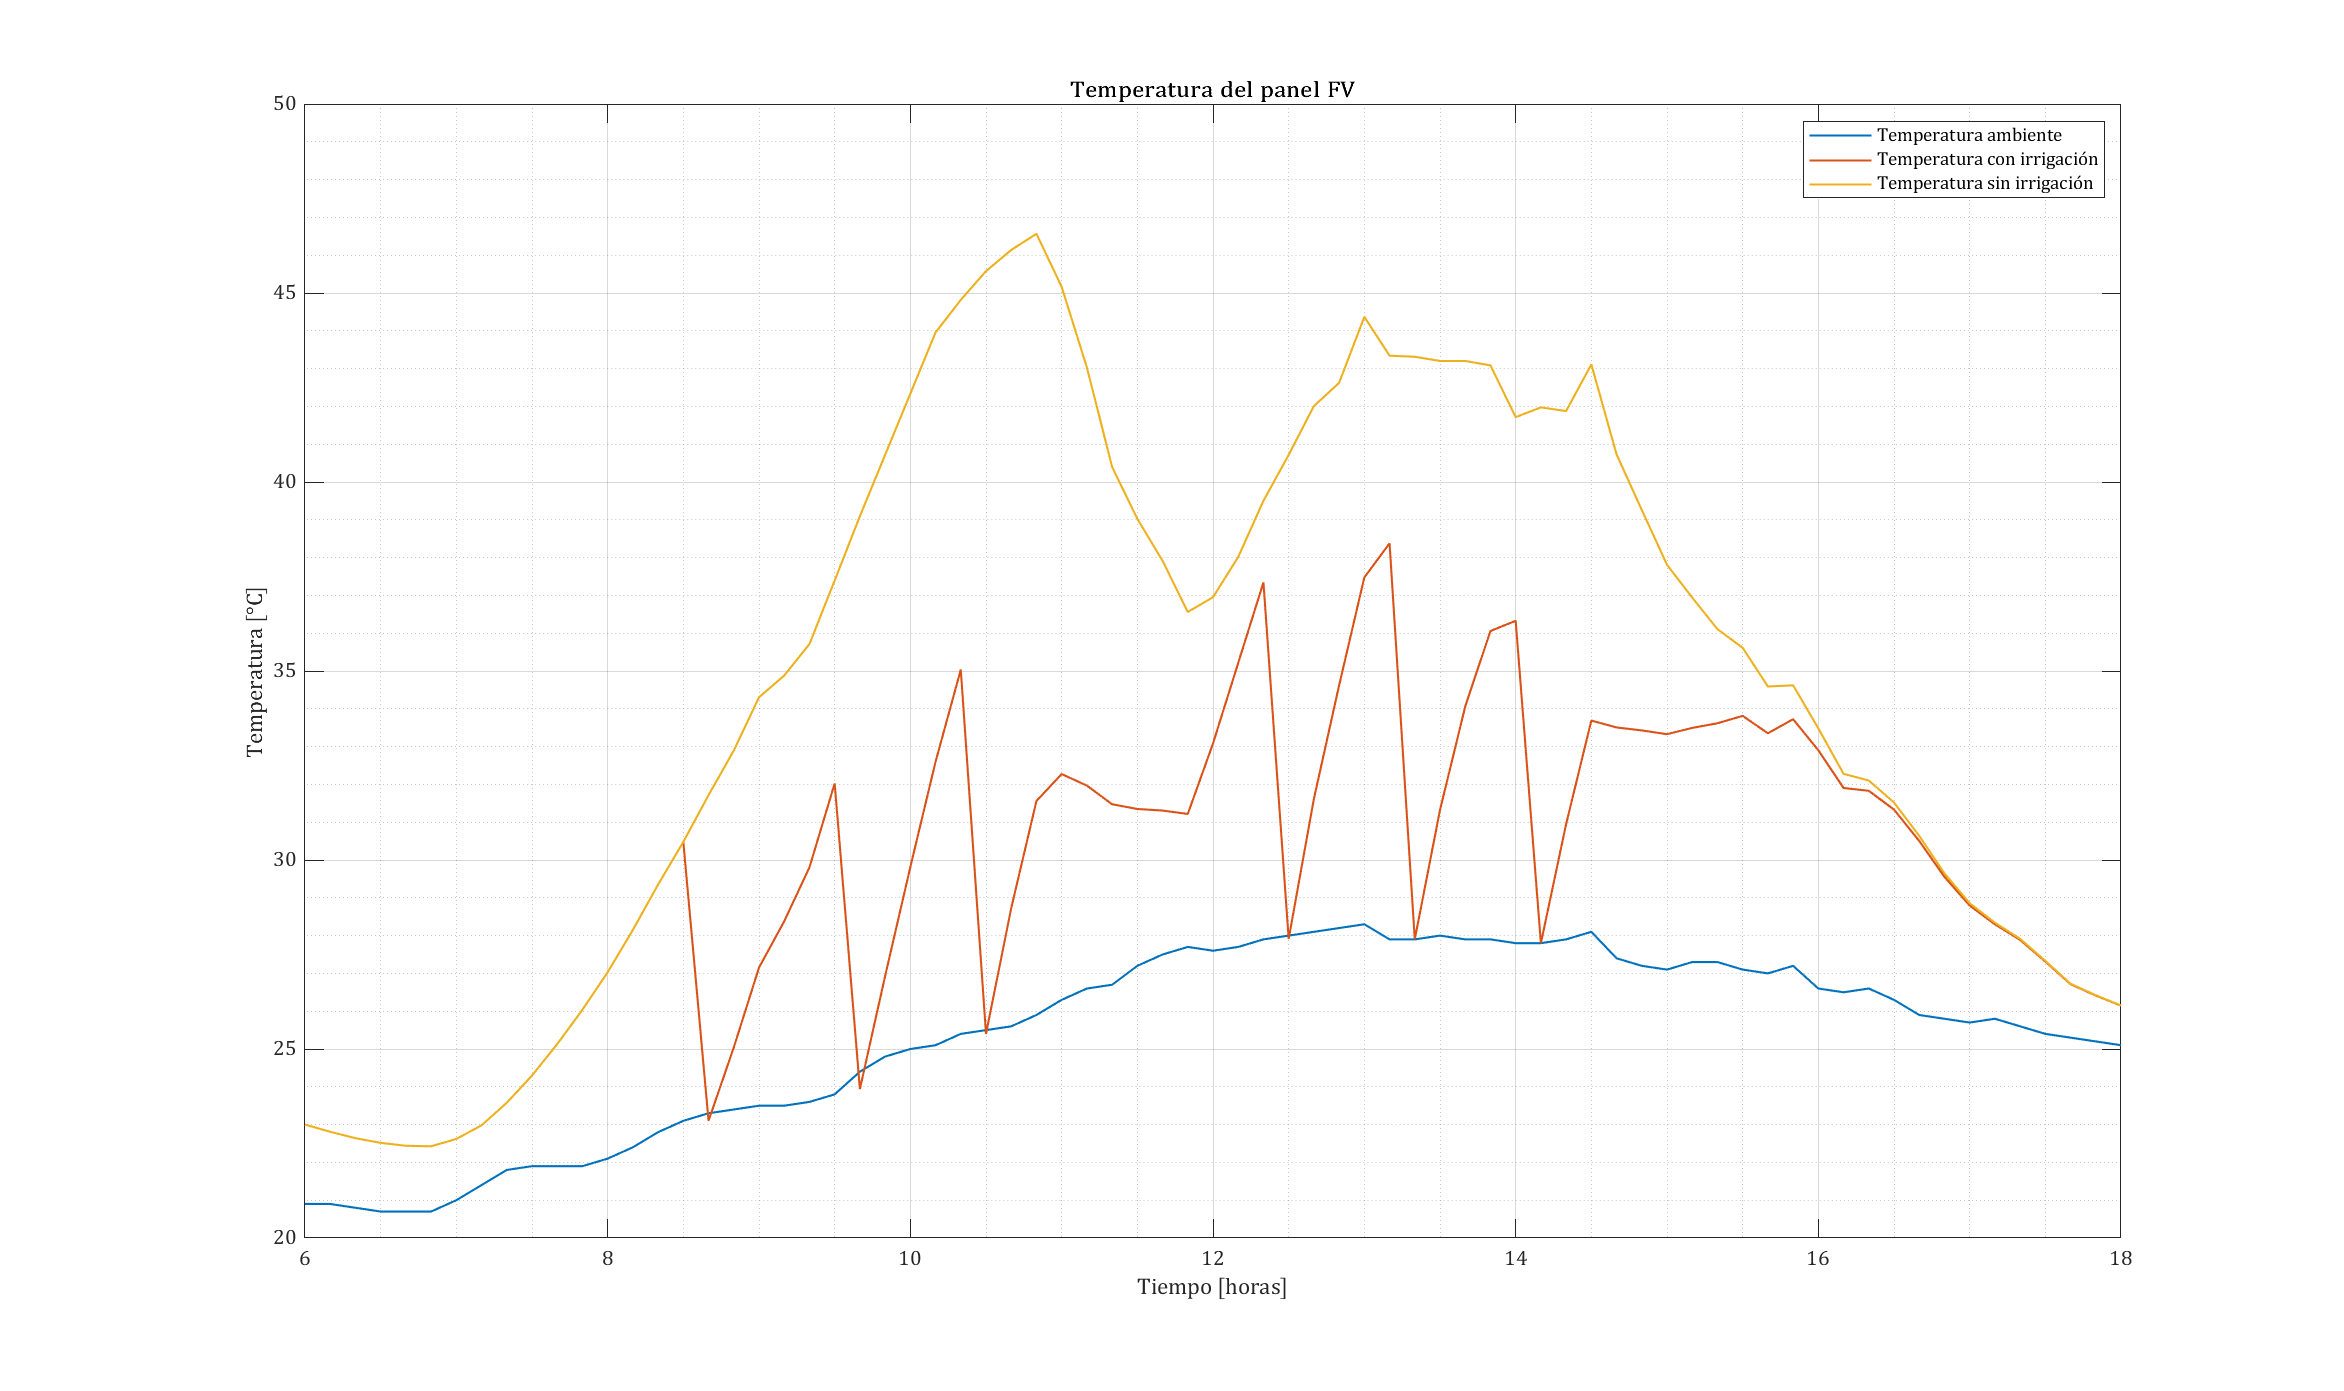 Temperatura del panel FV
50
45
40
35
30
25
20
Temperatura [°C]
Temperatura ambiente
Temperatura con irrigación
Temperatura sin irrigación
6 8 10 12 14 16 18
Tiempo [horas]